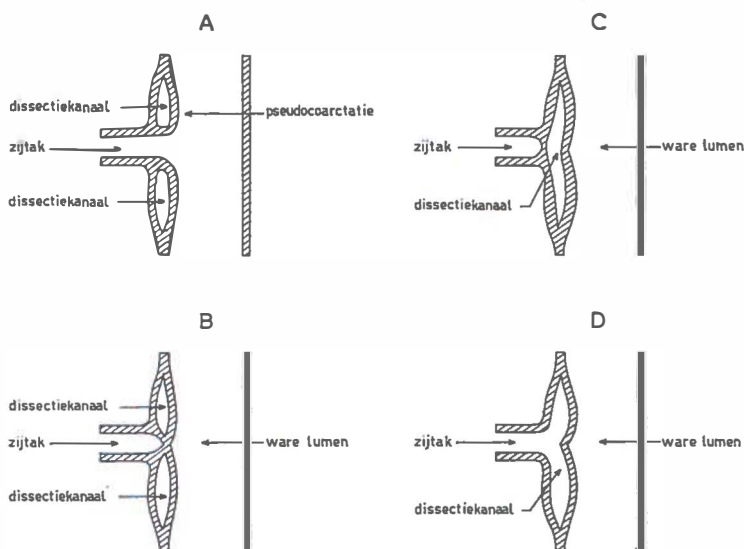 A
dissectiekanaal
pseudocoarctatie
zijtak
dissectiekanaal
C
zijtak
ware lumen
dissectiekanaal
B
dissectiekanaal
zijtak
ware lumen
dissectiekanaal
D
zijtak
ware lumen
dissectiekanaal